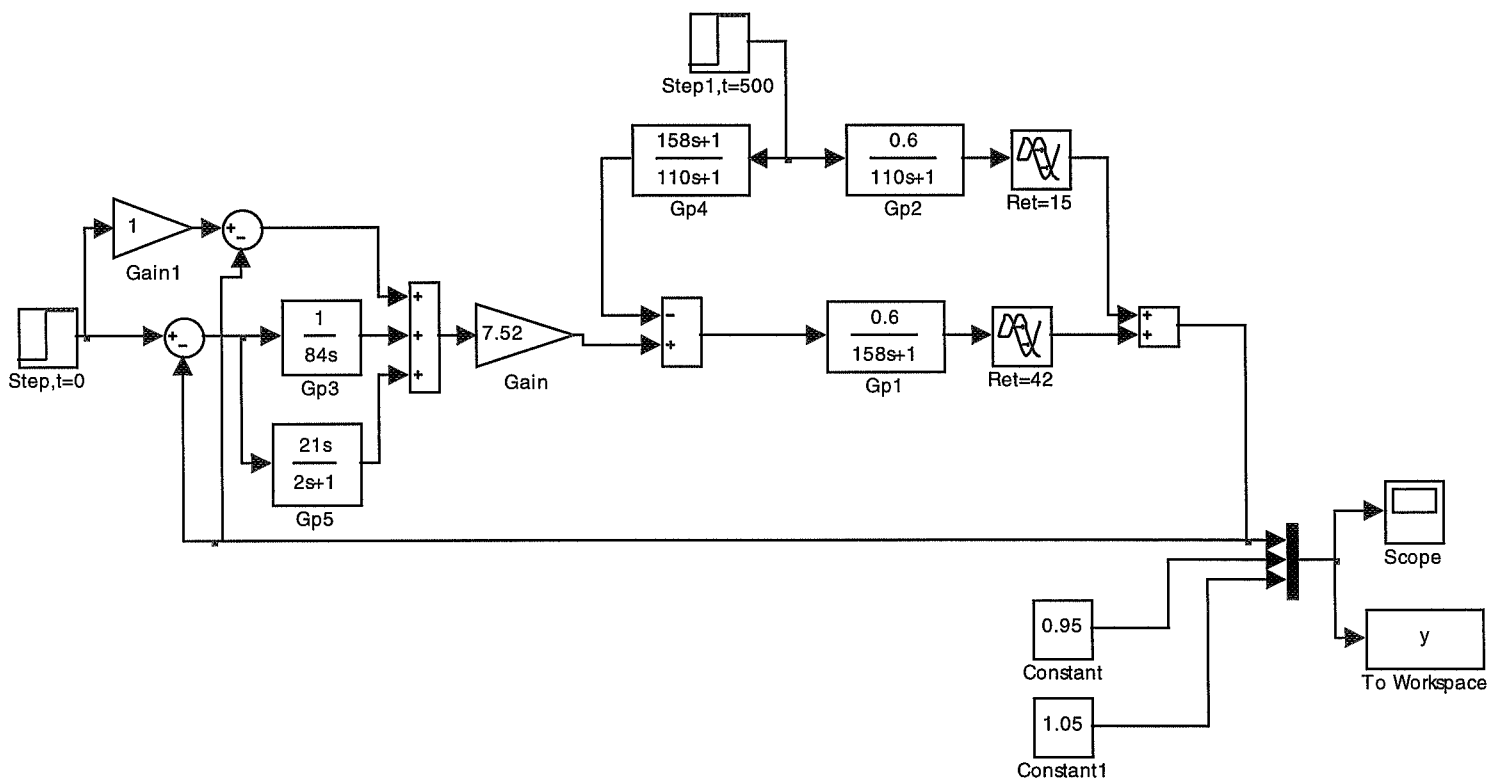 Step1,t=500
158s+1
110s+1
Gp4
0.6
110s+1
Gp2
Ret=15
1
Gain1
+
−
+
−
Step,t=0
1
84s
Gp3
+
+
+
7.52
Gain
−
+
0.6
158s+1
Gp1
Ret=42
+
+
21s
2s+1
Gp5
Scope
0.95
Constant
y
To Workspace
1.05
Constant1